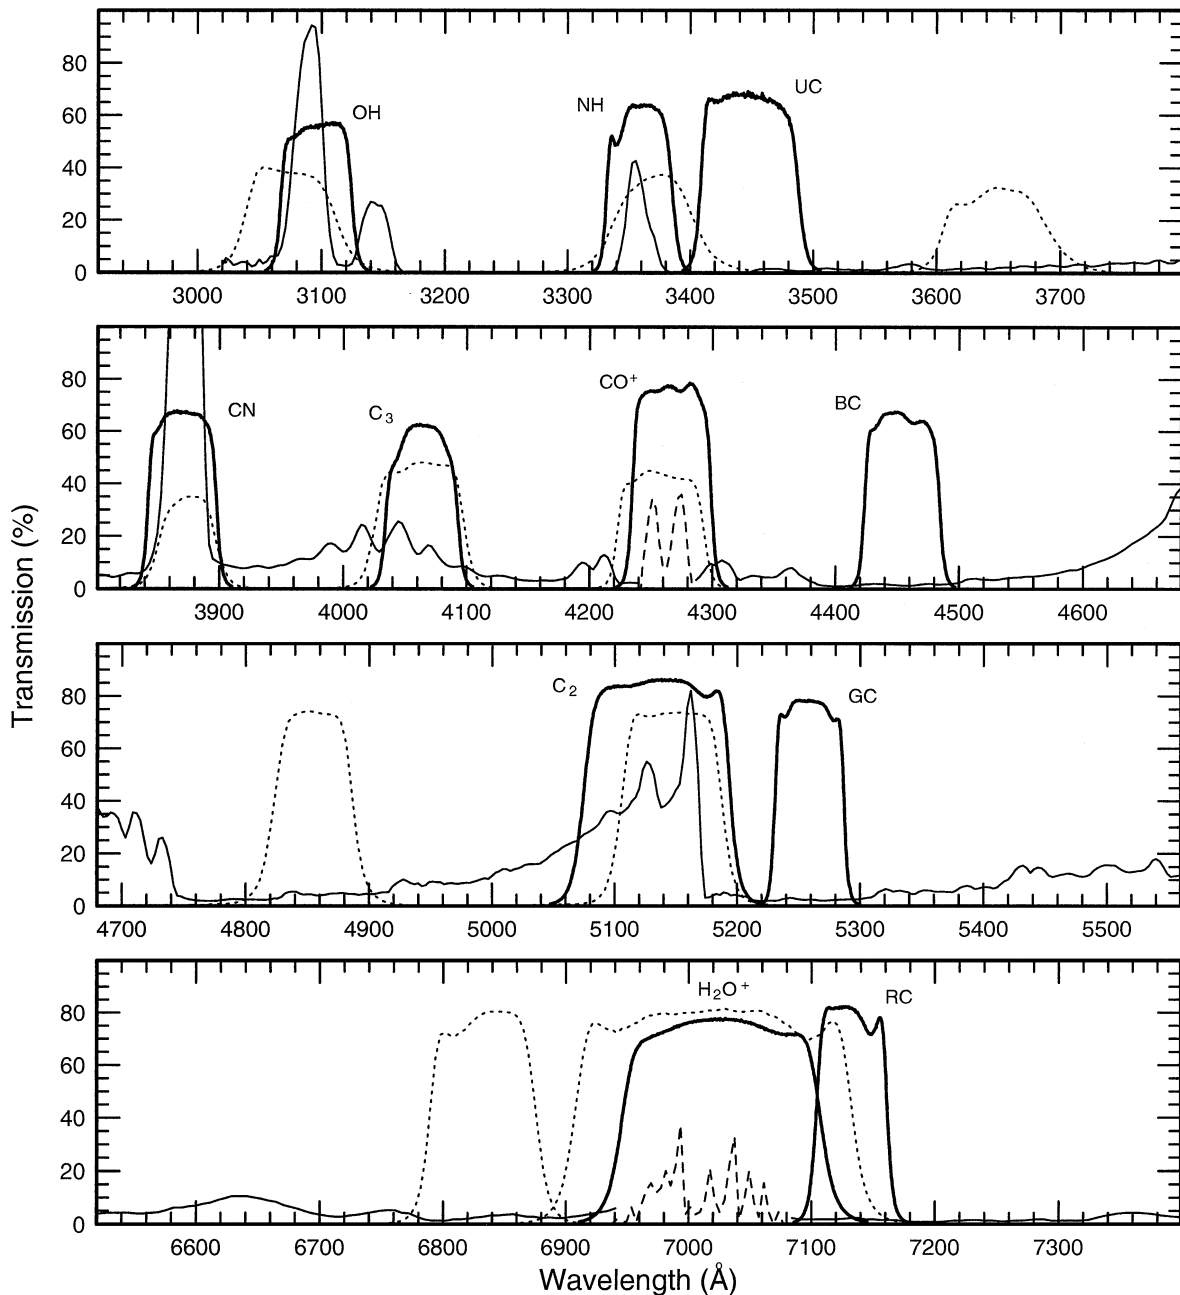 Transmission (%)
80
60
40
20
0
OH
NH
UC
3000 3100 3200 3300 3400 3500 3600 3700
80
60
40
20
0
CN
C3
CO+
BC
3900 4000 4100 4200 4300 4400 4500 4600
80
60
40
20
0
C2
GC
4700 4800 4900 5000 5100 5200 5300 5400 5500
80
60
40
20
0
H2O+
RC
6600 6700 6800 6900 7000 7100 7200 7300
Wavelength (Å)